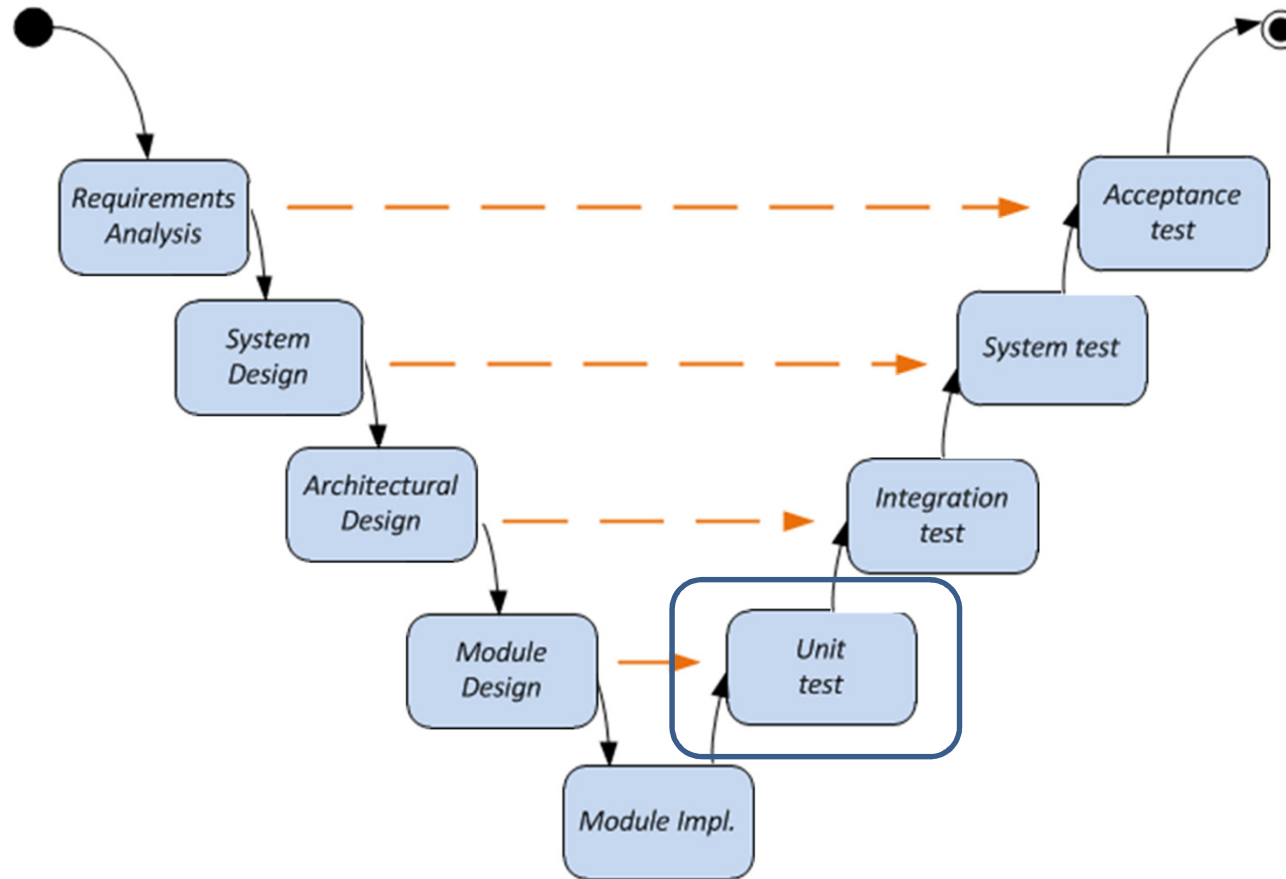 Requirements
Analysis
Acceptance
test
System
Design
System test
Architectural
Design
Integration
test
Module
Design
Unit
test
Module Impl.